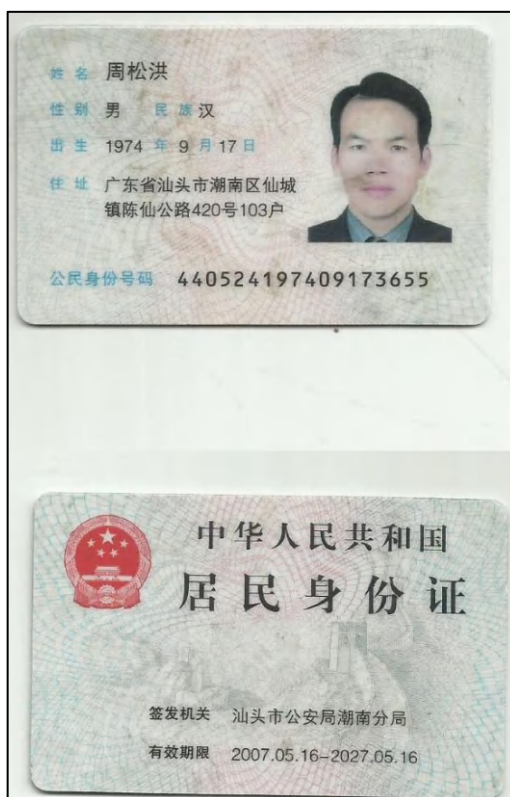 姓名 周松洪
性别 男 民族 汉
出生 1974 年 9 月 17 日
住址 广东省汕头市潮南区仙城
镇陈仙公路420号103户
公民身份号码 440524197409173655
中华人民共和国
居民身份证
签发机关 汕头市公安局潮南分局
有效期限 2007.05.16-2027.05.16